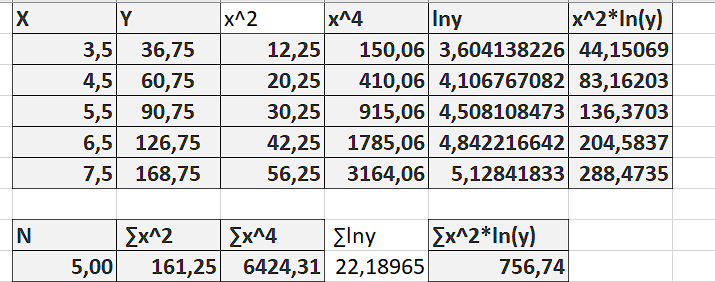 X Y x^2 x^4 lny x^2*ln(y)
3,5 36,75 12,25 150,06 3,604138226 44,15069
4,5 60,75 20,25 410,06 4,106767082 83,16203
5,5 90,75 30,25 915,06 4,508108473 136,3703
6,5 126,75 42,25 1785,06 4,842216642 204,5837
7,5 168,75 56,25 3164,06 5,12841833 288,4735
N ∑x^2 ∑x^4 ∑lny ∑x^2*ln(y)
5,00 161,25 6424,31 22,18965 756,74